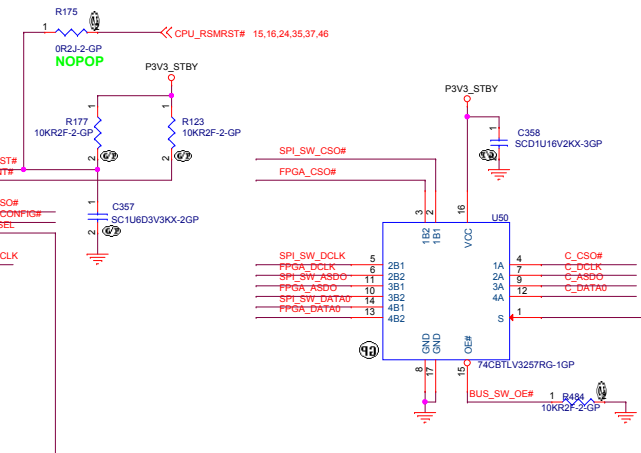 R175
1
2
CPU_RSMRST# 15,16,24,35,37,46
0R2J-2-GP
NOPOP
P3V3_STBY
P3V3_STBY
1
1
R177
10KR2F-2-GP
R123
10KR2F-2-GP
2
2
1
C358
SCD1U16V2KX-3GP
SPI_SW_CSO#
FPGA_CSO#
ST#
NT#
SO#
CONFIG#
SEL
CLK
1
C357
SC1U6D3V3KX-2GP
2
3
2
16
U50
1B2
1B1
VCC
SPI_SW_DCLK 5 2B1
FPGA_DCLK 6 2B2
SPI_SW_ASDO 11 3B1
FPGA_ASDO 10 3B2
SPI_SW_DATA0 14 4B1
FPGA_DATA0 13 4B2
1A 4 C_CSO#
2A 7 C_DCLK
3A 9 C_ASDO
4A 12 C_DATA0
S 1
GND
GND
OE#
8
17
15
74CBTLV3257RG-1GP
BUS_SW_OE#
1
R484
10KR2F-2-GP
GP